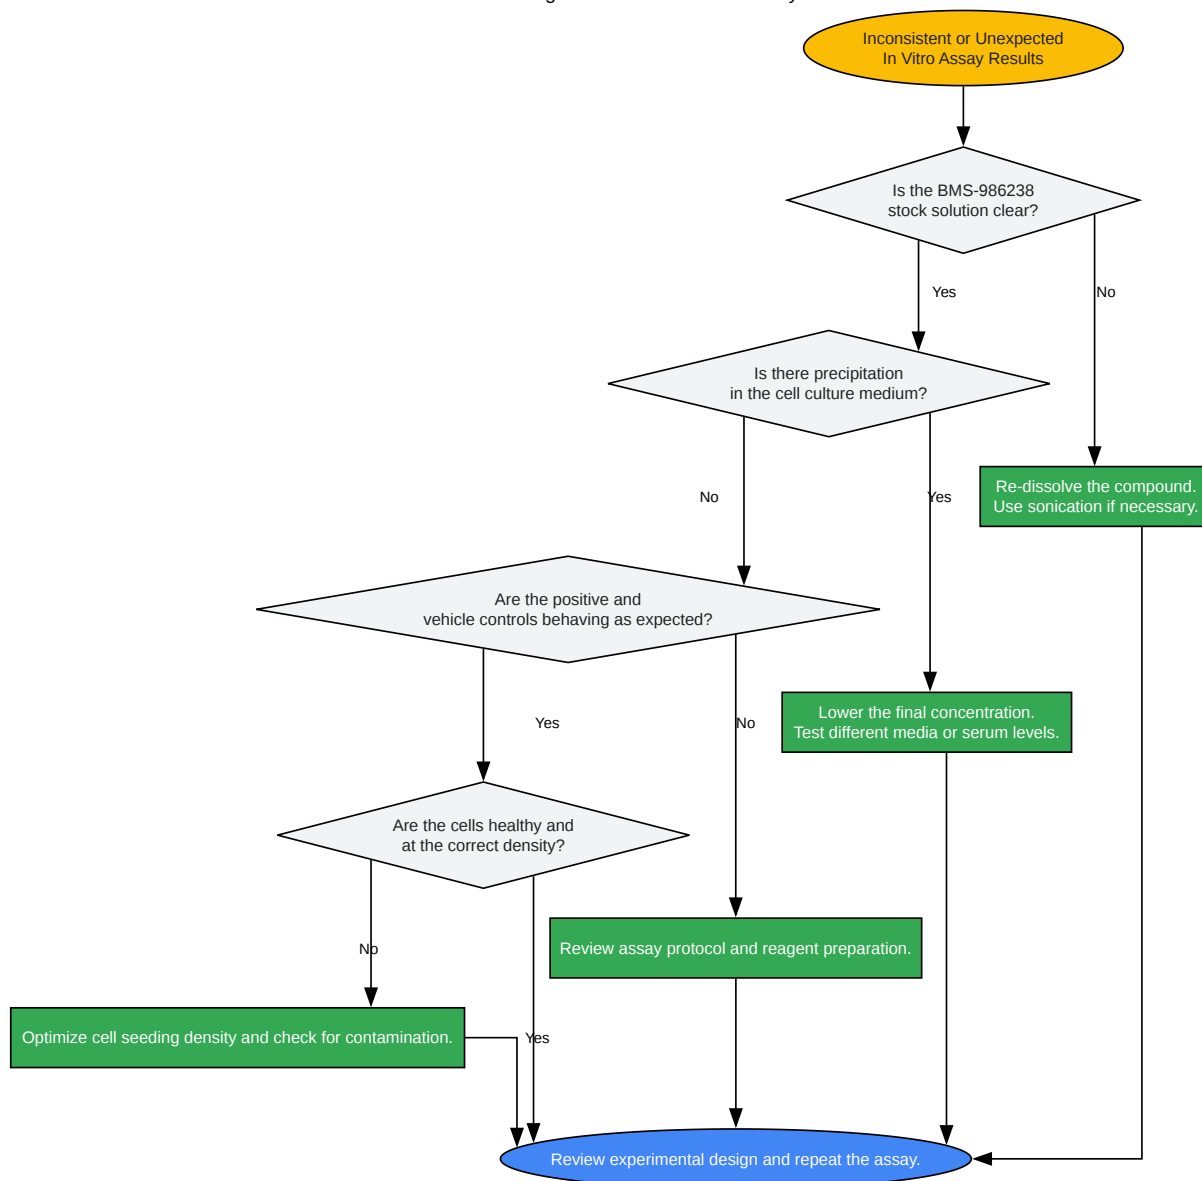 Inconsistent or Unexpected
In Vitro Assay Results
Is the BMS-986238
stock solution clear?
Yes
No
Is there precipitation
in the cell culture medium?
Re-dissolve the compound.
Use sonication if necessary.
No
Yes
Are the positive and
vehicle controls behaving as expected?
Lower the final concentration.
Test different media or serum levels.
Yes
No
Are the cells healthy and
at the correct density?
Review assay protocol and reagent preparation.
No
Optimize cell seeding density and check for contamination.
Yes
Review experimental design and repeat the assay.